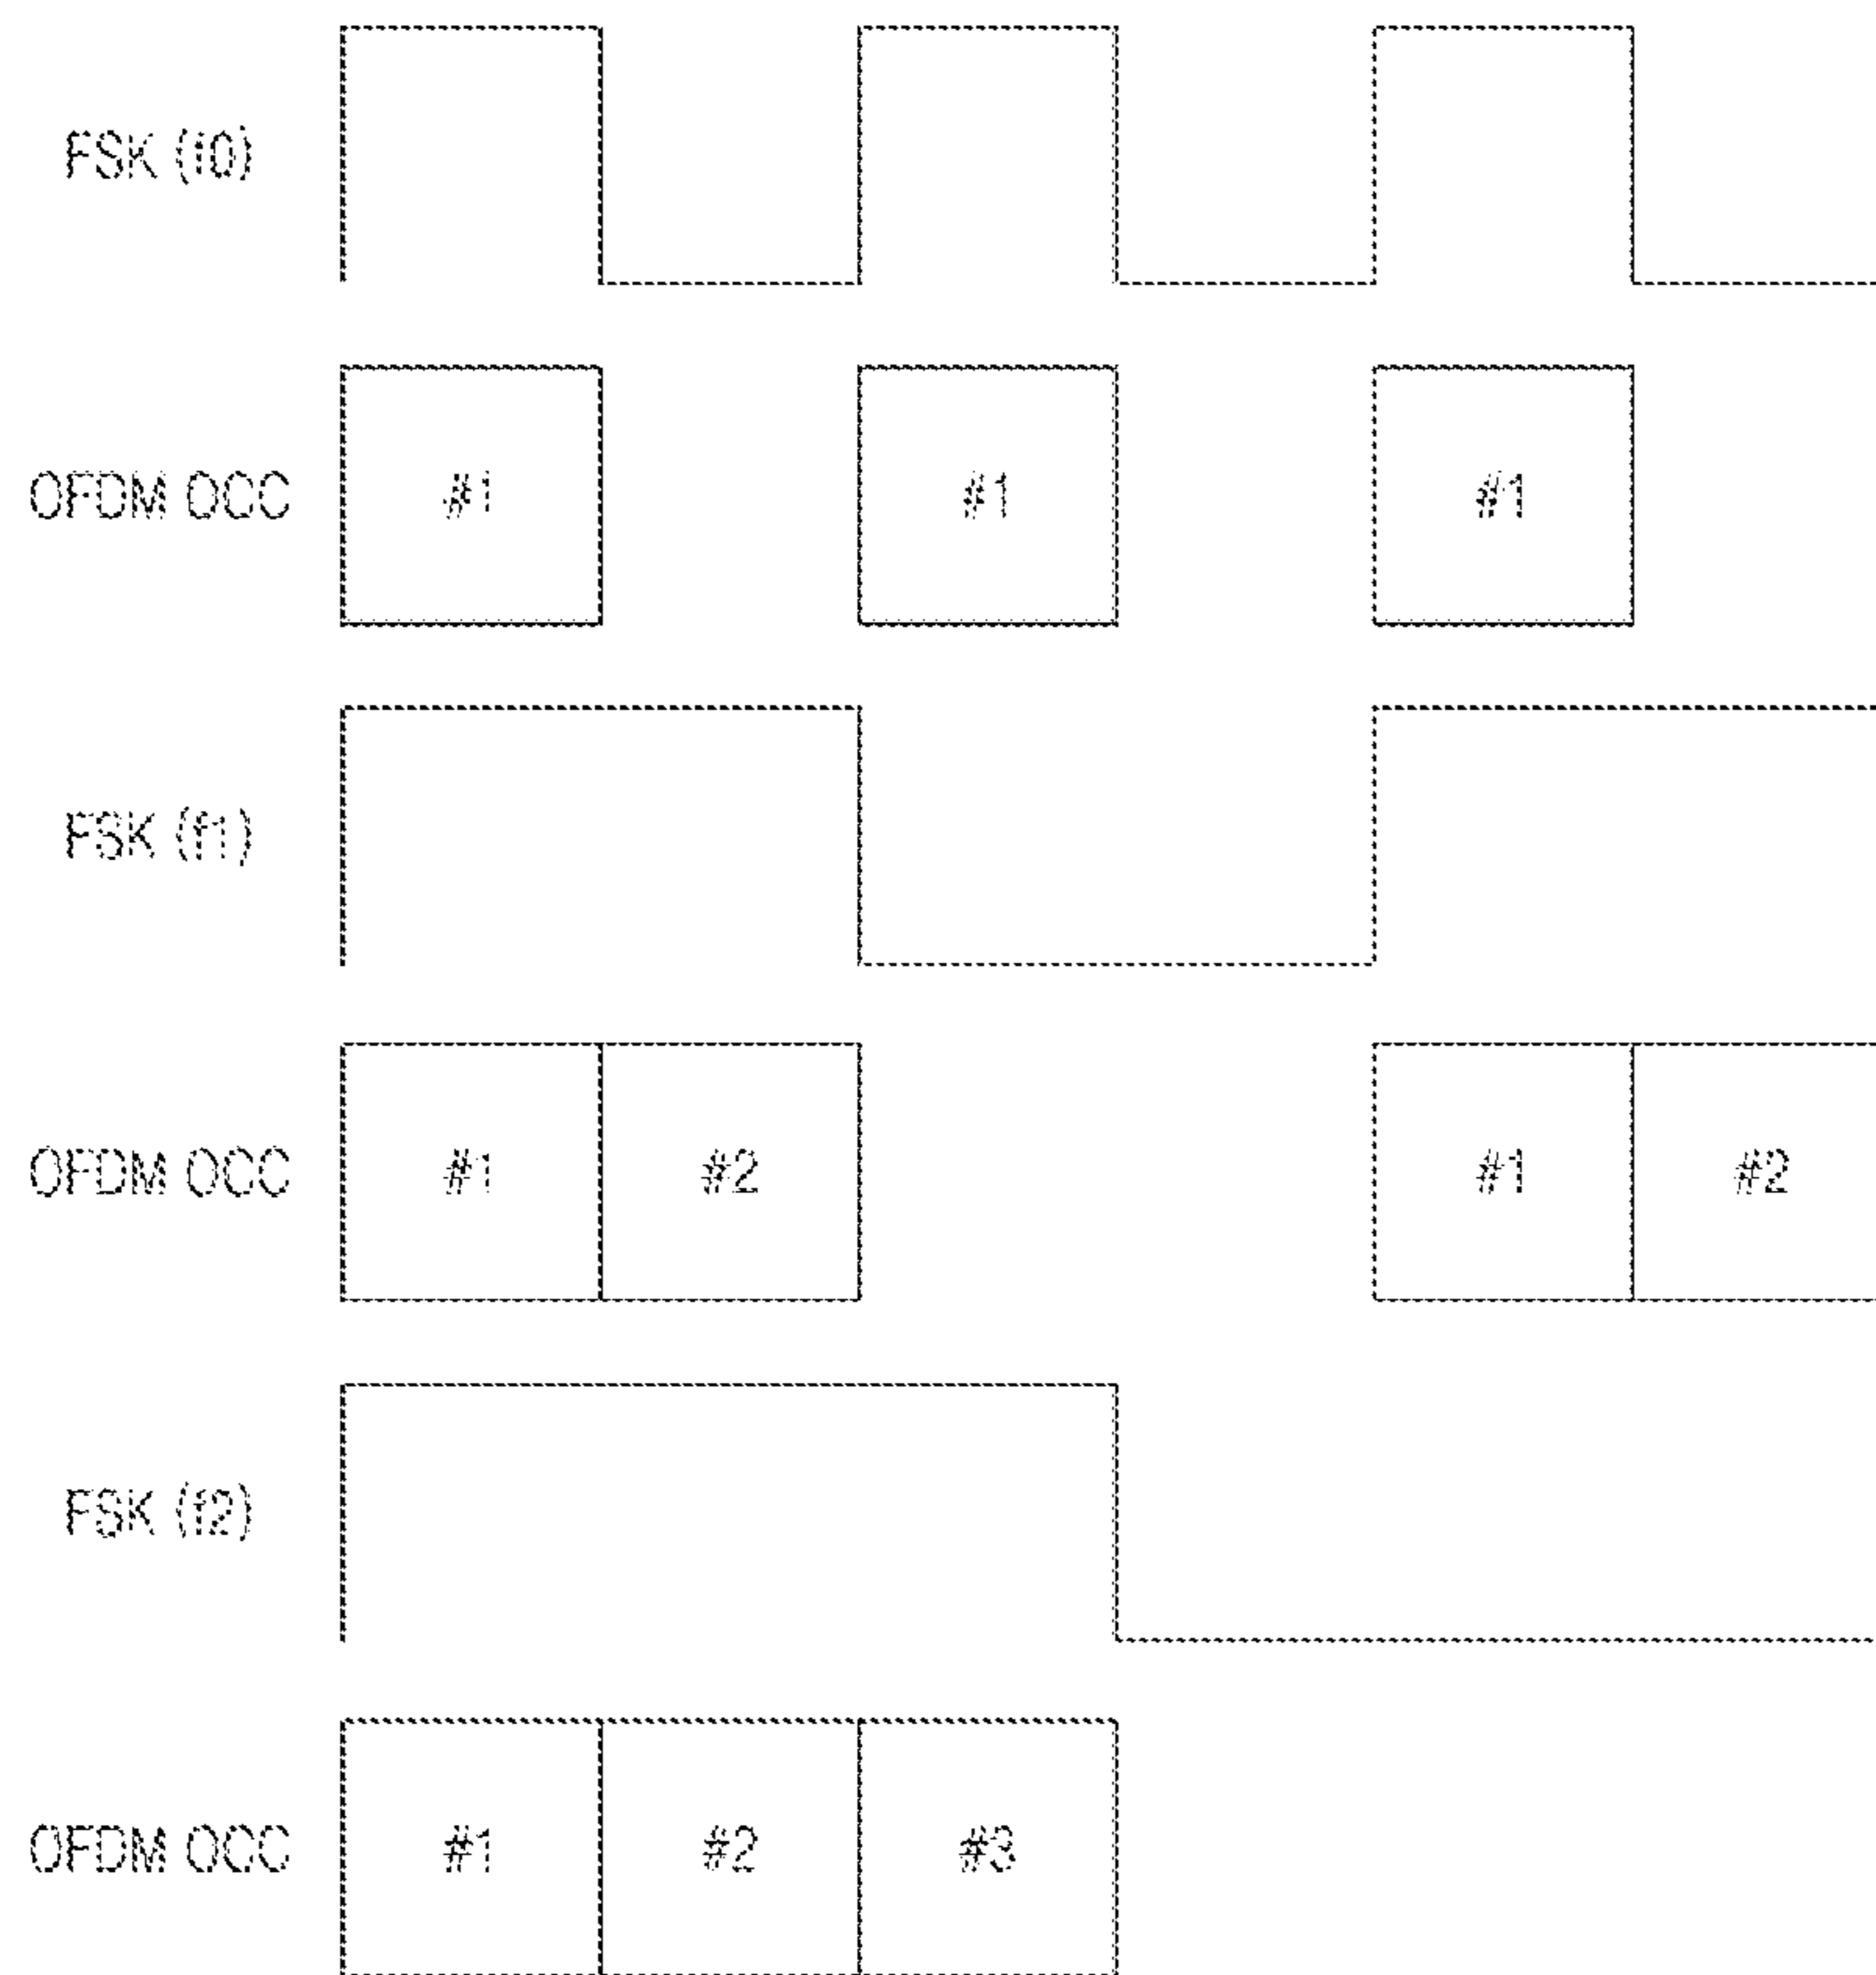 FSK (f0)
OFDM OCC #1 #1 #1
FSK (f1)
OFDM OCC #1 #2 #1 #2
FSK (f2)
OFDM OCC #1 #2 #3